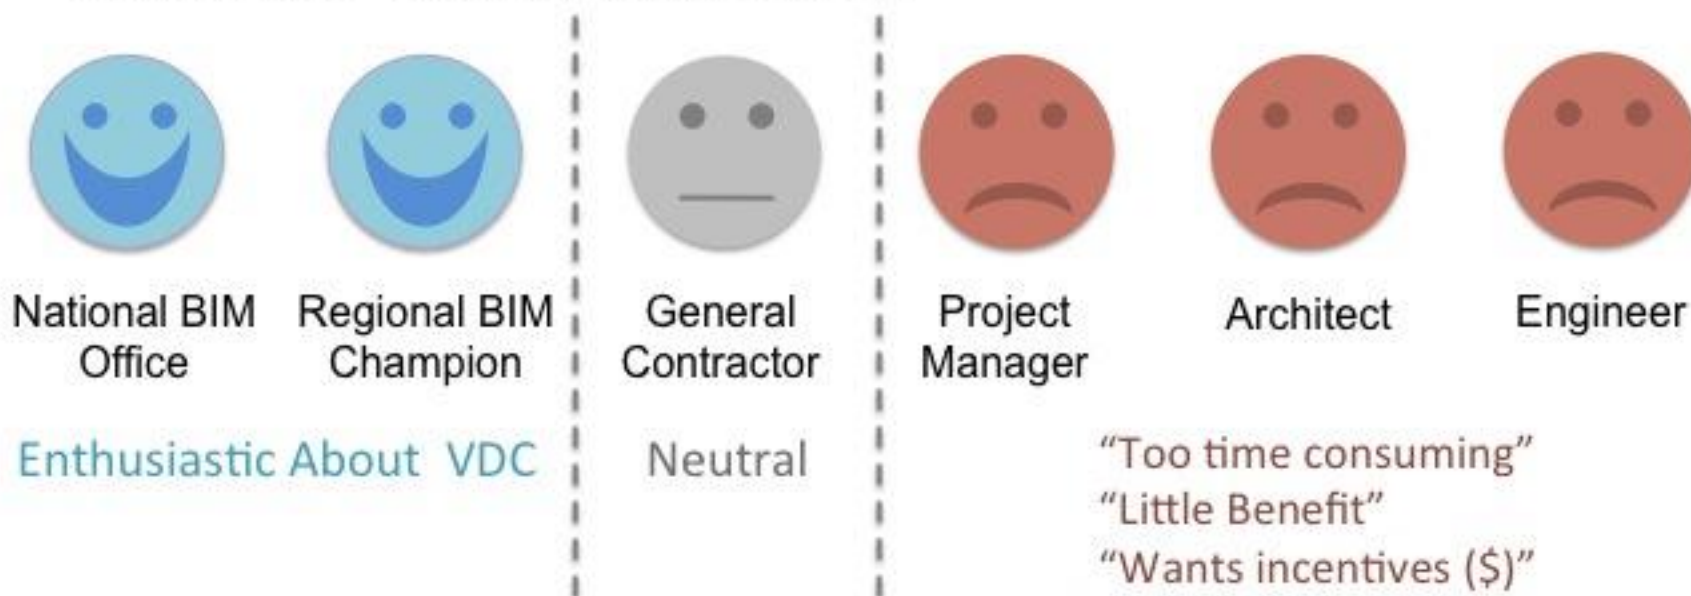 National BIM
Office
Regional BIM
Champion
General
Contractor
Project
Manager
Architect
Engineer
Enthusiastic About  VDC
Neutral
“Too time consuming”
“Little Benefit”
“Wants incentives ($)”